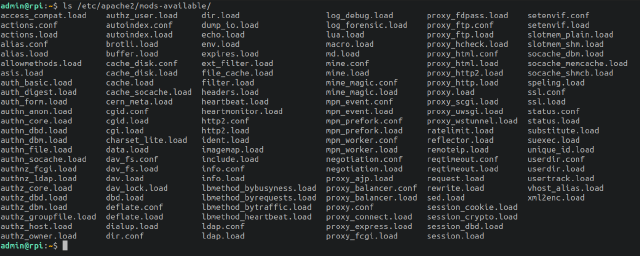 admin@rpi:~$ ls /etc/apache2/mods-available/
access_compat.load authz_user.load dir.load log_debug.load proxy_fdpass.load setenvif.conf
actions.conf autoindex.conf dump_io.load log_forensic.load proxy_ftp.conf setenvif.load
actions.load autoindex.load echo.load lua.load proxy_ftp.load slotmem_plain.load
alias.conf brotli.load env.load macro.load proxy_hcheck.load slotmem_shm.load
alias.load buffer.load expires.load md.load proxy_html.conf socache_dbm.load
allowmethods.load cache_disk.conf ext_filter.load mime.conf proxy_html.load socache_memcache.load
asis.load cache_disk.load file_cache.load mime.load proxy_http2.load socache_shmcb.load
auth_basic.load cache.load filter.load mime_magic.conf proxy_http.load speling.load
auth_digest.load cache_socache.load headers.load mime_magic.load proxy.load ssl.conf
auth_form.load cern_meta.load heartbeat.load mpm_event.conf proxy_scgi.load ssl.load
authn_anon.load cgid.conf heartmonitor.load mpm_event.load proxy_uwsgi.load status.conf
authn_core.load cgid.load http2.conf mpm_prefork.conf proxy_wstunnel.load status.load
authn_dbd.load cgi.load http2.load mpm_prefork.load ratelimit.load substitute.load
authn_dbm.load charset_lite.load ident.load mpm_worker.conf reflector.load suexec.load
authn_file.load data.load imagemap.load mpm_worker.load remoteip.load unique_id.load
authn_socache.load dav_fs.conf include.load negotiation.conf reqtimeout.conf userdir.conf
authnz_fcgi.load dav_fs.load info.conf negotiation.load reqtimeout.load userdir.load
authnz_ldap.load dav.load info.load proxy_ajp.load request.load usertrack.load
authz_core.load dav_lock.load lbmethod_bybusyness.load proxy_balancer.conf rewrite.load vhost_alias.load
authz_dbd.load dbd.load lbmethod_byrequests.load proxy_balancer.load sed.load xml2enc.load
authz_dbm.load deflate.conf lbmethod_bytraffic.load proxy.conf session_cookie.load
authz_groupfile.load deflate.load lbmethod_heartbeat.load proxy_connect.load session_crypto.load
authz_host.load dialup.load ldap.conf proxy_express.load session_dbd.load
authz_owner.load dir.conf ldap.load proxy_fcgi.load session.load
admin@rpi:~$